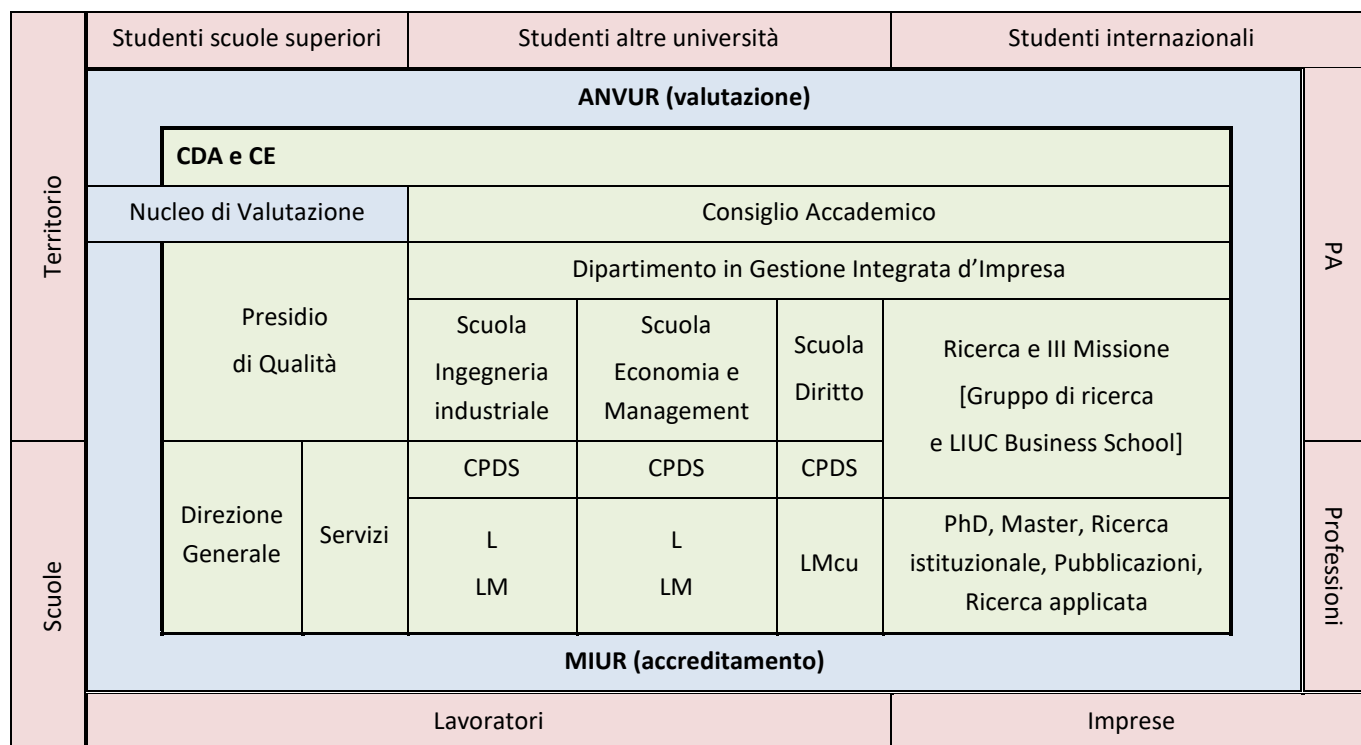 Studenti scuole superiori
Studenti altre università
Studenti internazionali
Territorio
ANVUR (valutazione)
PA
CDA e CE
Nucleo di Valutazione
Consiglio Accademico
Presidio
di Qualità
Dipartimento in Gestione Integrata d’Impresa
Scuola
Ingegneria
industriale
Scuola
Economia e
Management
Scuola
Diritto
Ricerca e III Missione
[Gruppo di ricerca
e LIUC Business School]
Scuole
Direzione
Generale
Servizi
CPDS
CPDS
CPDS
Professioni
L
LM
L
LM
LMcu
PhD, Master, Ricerca
istituzionale, Pubblicazioni,
Ricerca applicata
MIUR (accreditamento)
Lavoratori
Imprese